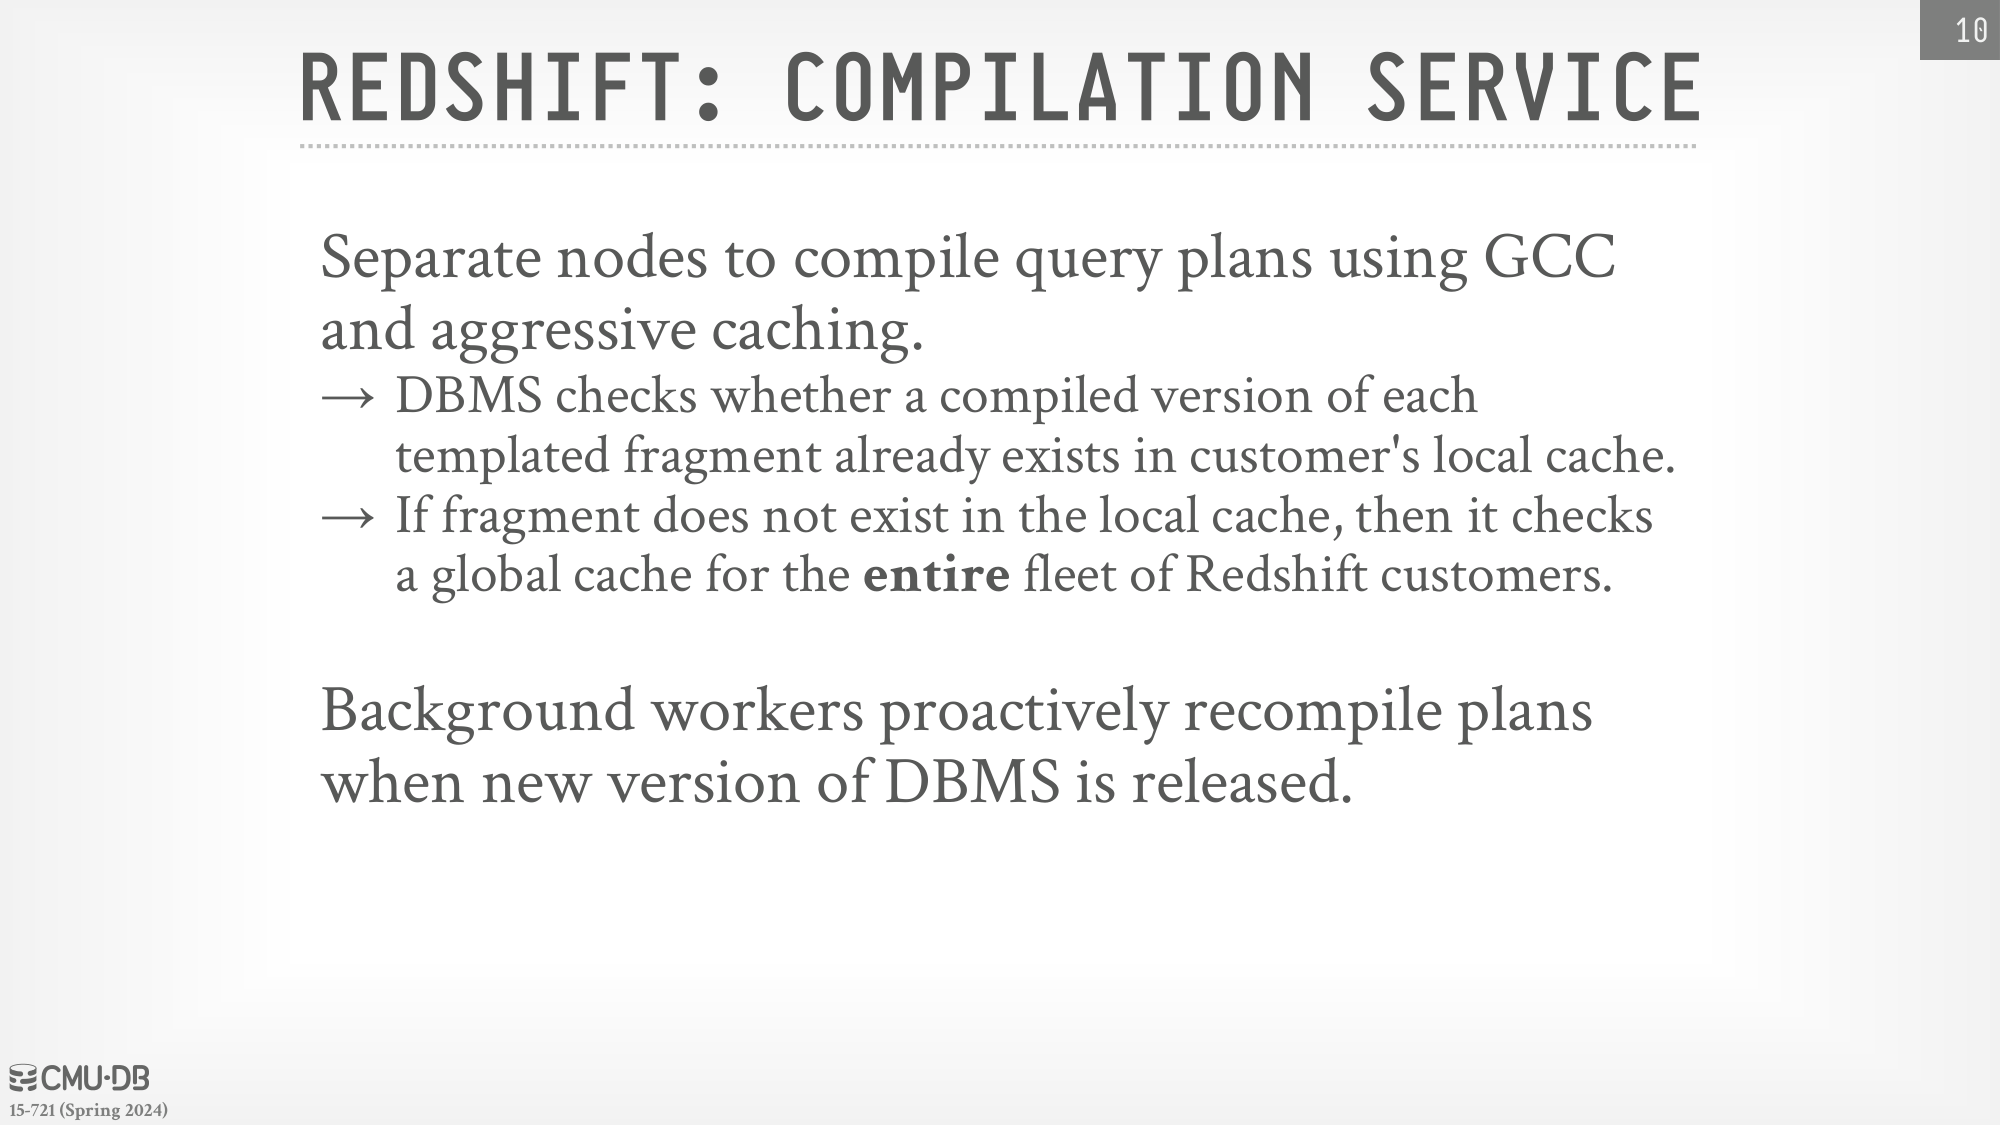 10
REDSHIFT: COMPILATION SERVICE
Separate nodes to compile query plans using GCC
and aggressive caching.
→ DBMS checks whether a compiled version of each
templated fragment already exists in customer's local cache.
→ If fragment does not exist in the local cache, then it checks
a global cache for the entire fleet of Redshift customers.
Background workers proactively recompile plans
when new version of DBMS is released.
CMU·DB
15-721 (Spring 2024)